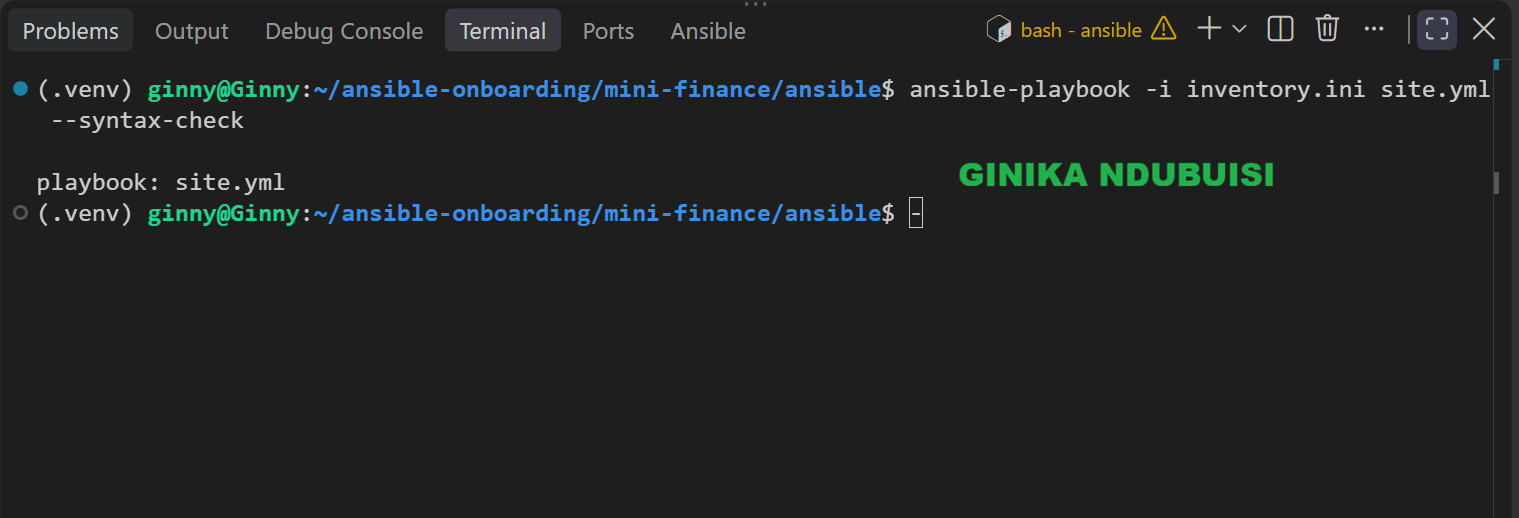 Problems Output Debug Console Terminal Ports Ansible bash - ansible
(.venv) ginny@Ginny:~/ansible-onboarding/mini-finance/ansible$ ansible-playbook -i inventory.ini site.yml
--syntax-check
GINIKA NDUBUISI
playbook: site.yml
(.venv) ginny@Ginny:~/ansible-onboarding/mini-finance/ansible$ -